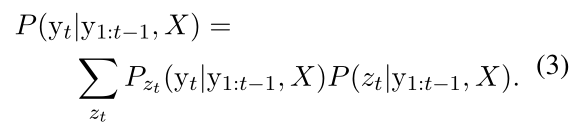 P(y_t|y_{1:t−1}, X) =
∑_{z_t} P_{z_t}(y_t|y_{1:t−1}, X)P(z_t|y_{1:t−1}, X). (3)